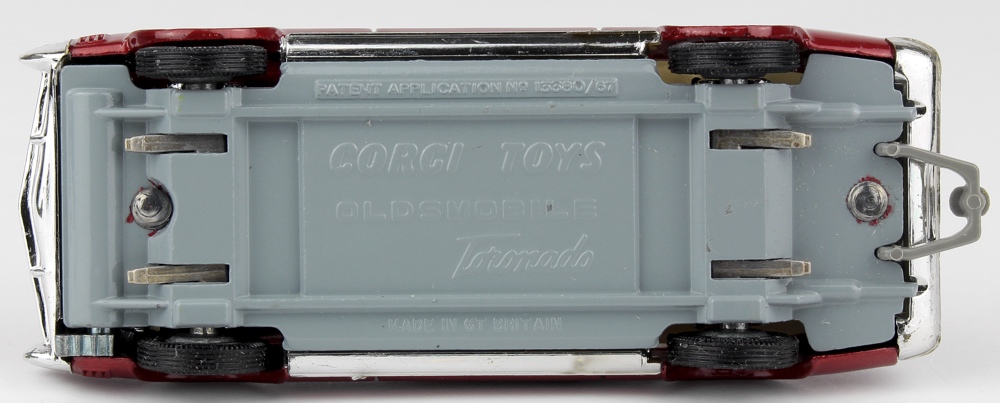 PATENT APPLICATION No 13380/67
CORGI TOYS
OLDSMOBILE
Toronado
MADE IN GT BRITAIN